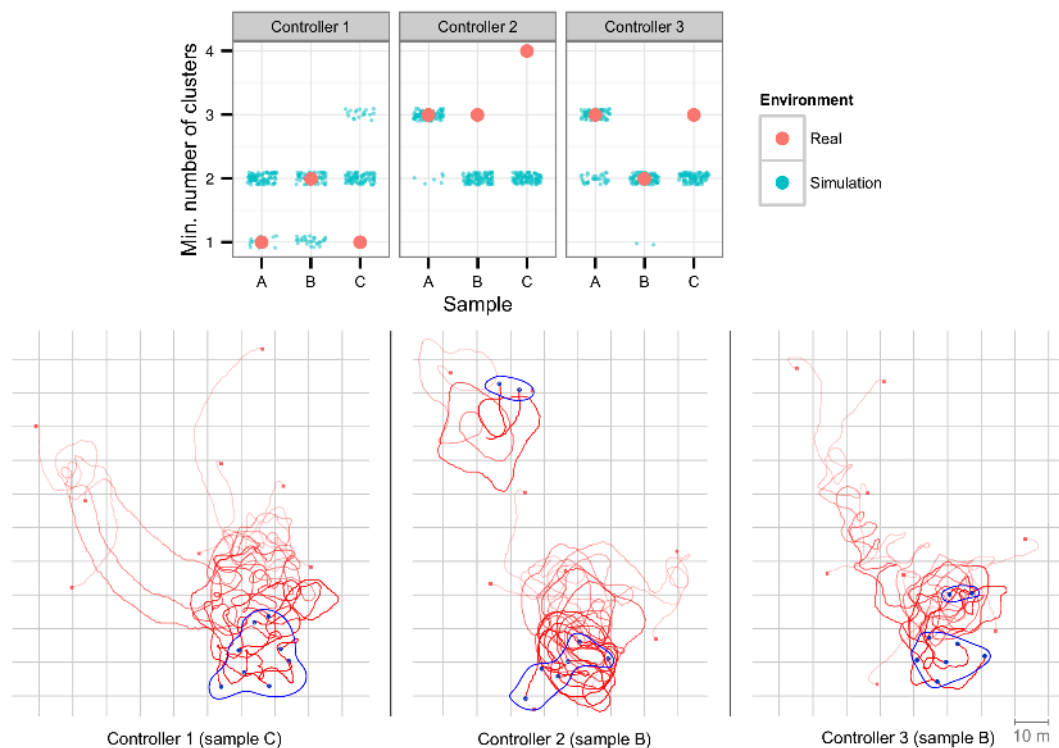 Controller 1 Controller 2 Controller 3
Min. number of clusters
4
3
2
1
A B C A B C A B C
Sample
Environment
Real
Simulation
Controller 1 (sample C) Controller 2 (sample B) Controller 3 (sample B)
10 m